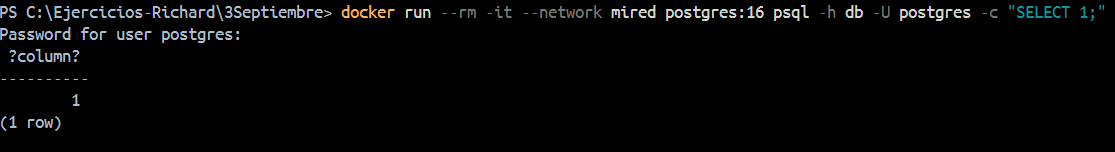 PS C:\Ejercicios-Richard\3Septiembre> docker run --rm -it --network mired postgres:16 psql -h db -U postgres -c "SELECT 1;"
Password for user postgres:
 ?column?
----------
        1
(1 row)